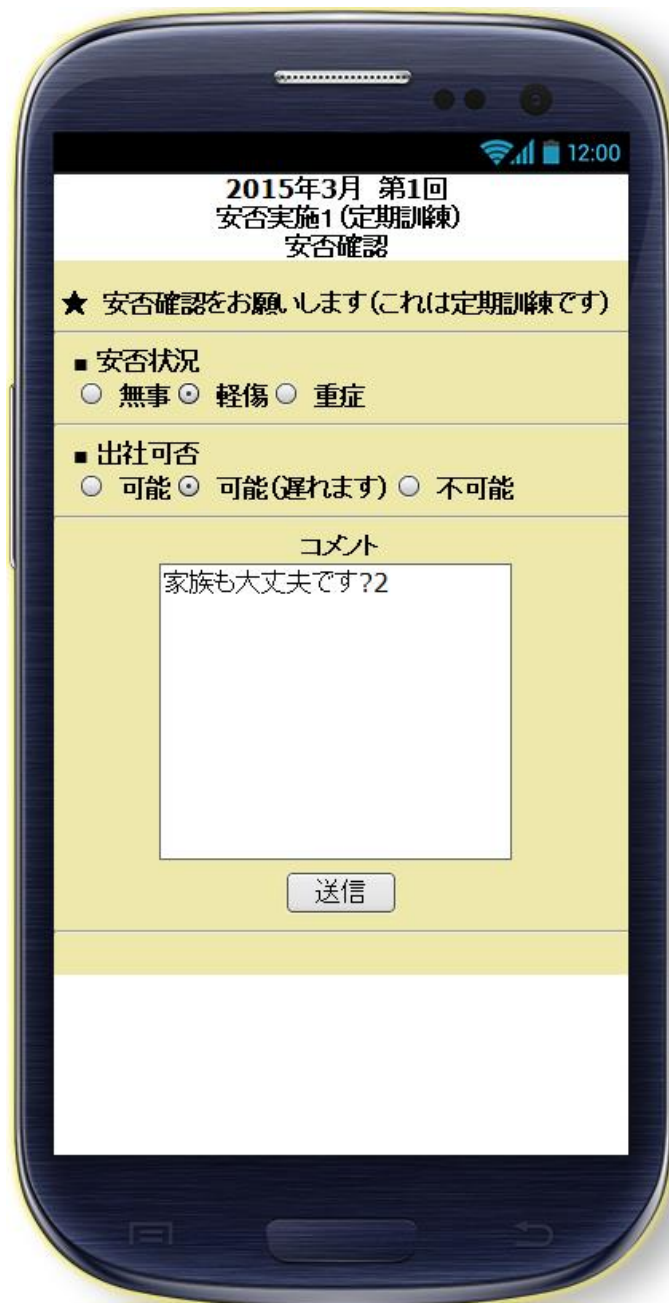 12:00
2015年3月 第1回
安否実施1(定期訓練)
安否確認
★ 安否確認をお願いします(これは定期訓練です)
■ 安否状況
無事 軽傷 重症
■ 出社可否
可能 可能(遅れます) 不可能
コメント
家族も大丈夫です?2
送信